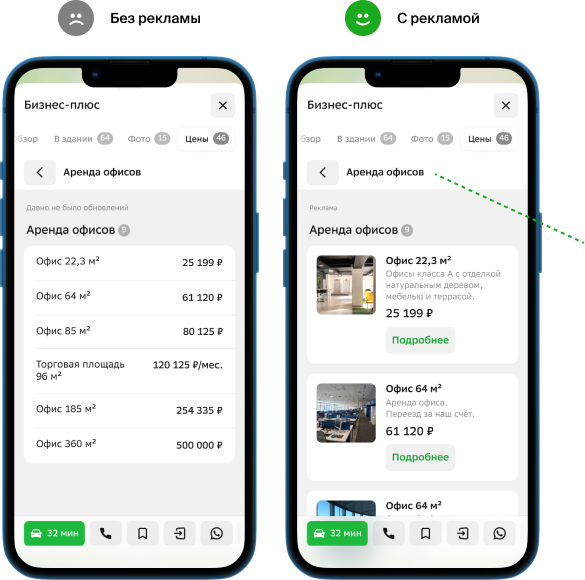 Без рекламы
С рекламой
Бизнес-плюс
бзор В здании 64 Фото 15 Цены 46
Аренда офисов
Давно не было обновлений
Аренда офисов 9
Офис 22,3 м² 25 199 ₽
Офис 64 м² 61 120 ₽
Офис 85 м² 80 125 ₽
Торговая площадь 120 125 ₽/мес.
96 м²
Офис 185 м² 254 335 ₽
Офис 360 м² 500 000 ₽
32 мин
Бизнес-плюс
бзор В здании 64 Фото 15 Цены 46
Аренда офисов
Реклама
Аренда офисов 9
Офис 22,3 м²
Офисы класса А с отделкой
натуральным деревом,
мебелью и террасой.
25 199 ₽
Подробнее
Офис 64 м²
Аренда офиса.
Переезд за наш счёт.
61 120 ₽
Подробнее
Офис 64 м²
32 мин